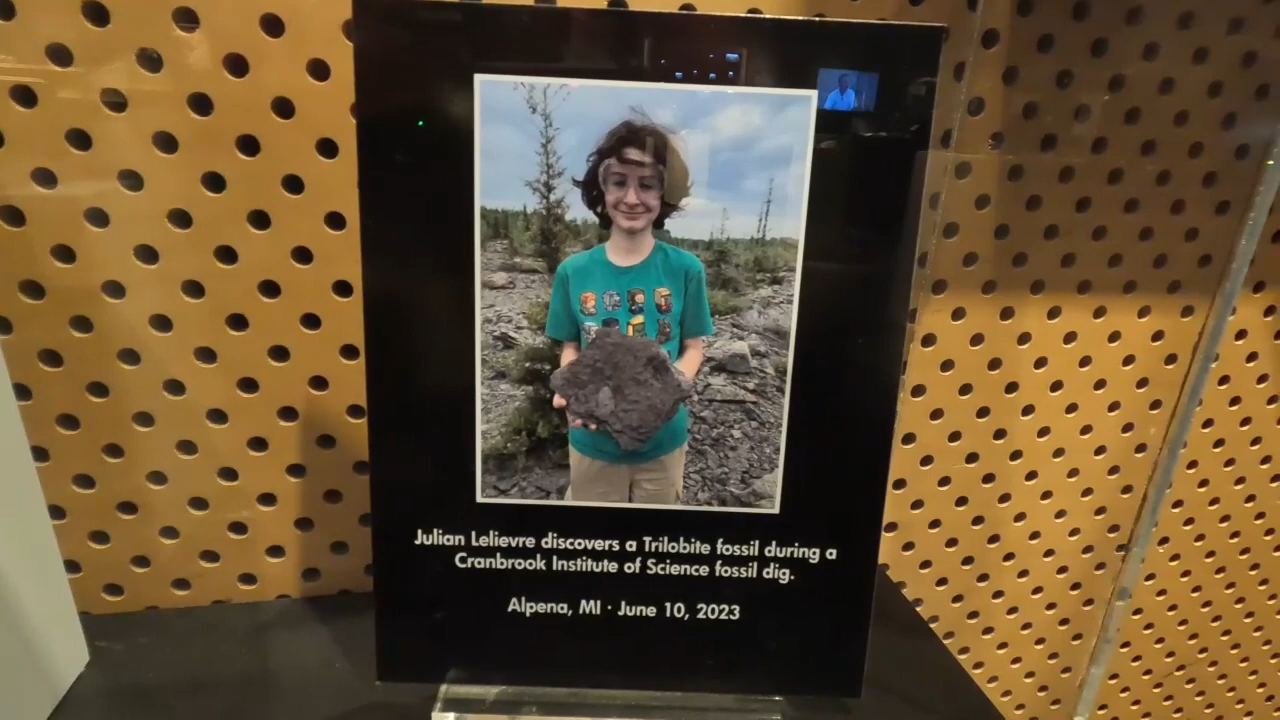 Julian Lelievre discovers a Trilobite fossil during a
Cranbrook Institute of Science fossil dig.
Alpena, MI · June 10, 2023